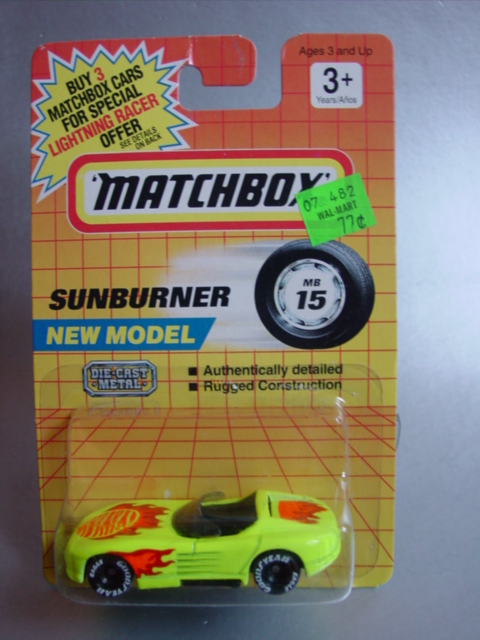 BUY 3
MATCHBOX CARS
FOR SPECIAL
LIGHTNING RACER
OFFER
SEE DETAILS
ON BACK
Ages 3 and Up
3+
Years/Años
"MATCHBOX
07 482
WAL-MART
77¢
SUNBURNER
MB
15
NEW MODEL
DIE-CAST
METAL
■ Authentically detailed
■ Rugged Construction
GOODYEAR
GOODYEAR